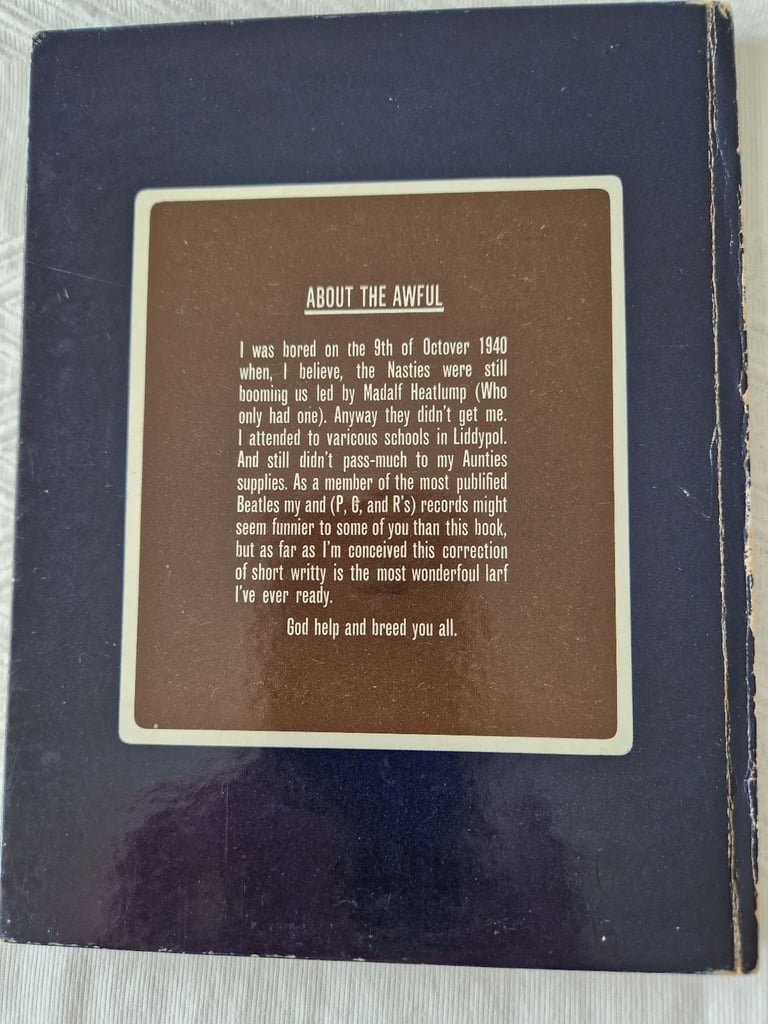 ABOUT THE AWFUL
I was bored on the 9th of Octover 1940
when, I believe, the Nasties were still
booming us led by Madalf Heatlump (Who
only had one). Anyway they didn't get me.
I attended to varicous schools in Liddypol.
And still didn't pass-much to my Aunties
supplies. As a member of the most publified
Beatles my and (P, G, and R's) records might
seem funnier to some of you than this book,
but as far as I'm conceived this correction
of short writty is the most wonderfoul larf
I've ever ready.
God help and breed you all.